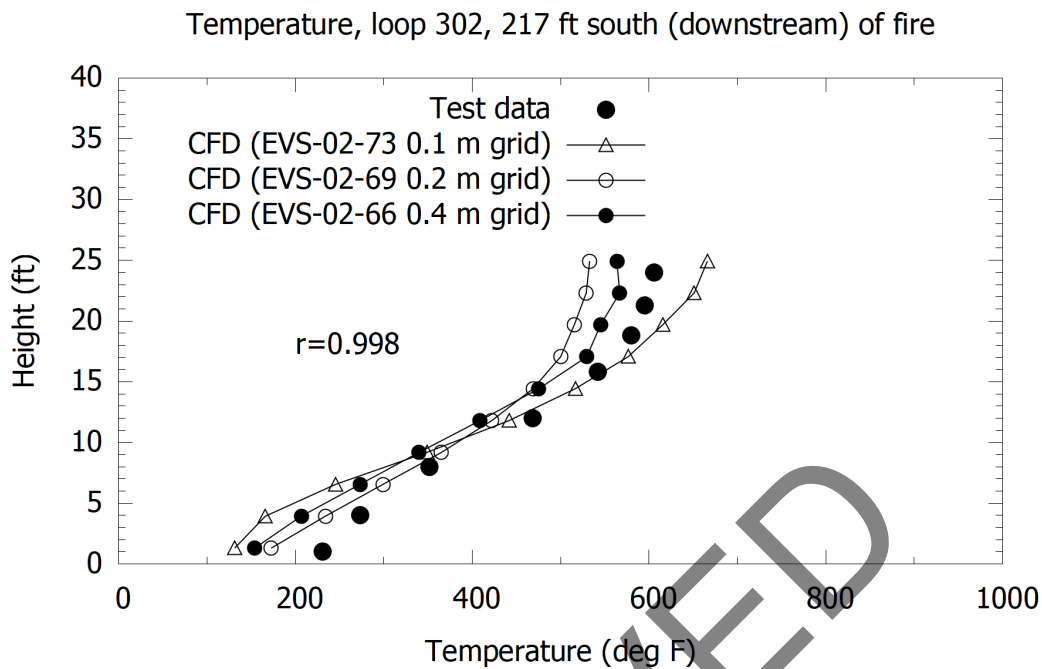 Temperature, loop 302, 217 ft south (downstream) of fire
40
35
30
25
20
15
10
5
0
Height (ft)
Test data
CFD (EVS-02-73 0.1 m grid)
CFD (EVS-02-69 0.2 m grid)
CFD (EVS-02-66 0.4 m grid)
r=0.998
0 200 400 600 800 1000
Temperature (deg F)